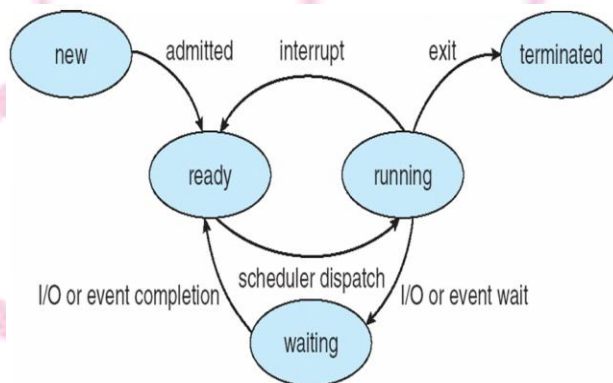 new
admitted
interrupt
exit
terminated
ready
running
I/O or event completion
scheduler dispatch
I/O or event wait
waiting